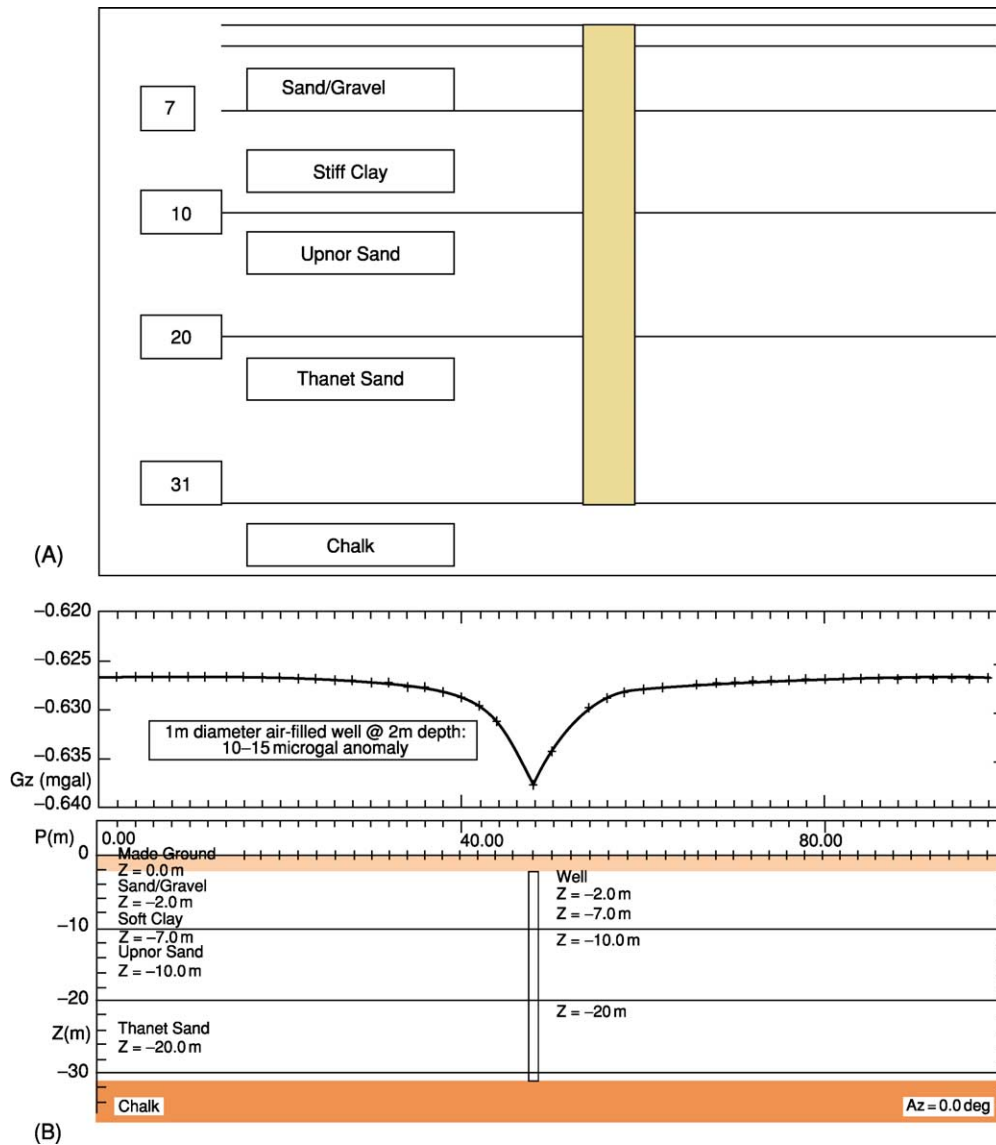 Sand/Gravel
7
Stiff Clay
10
Upnor Sand
20
Thanet Sand
31
Chalk
(A)
−0.620
−0.625
−0.630
1m diameter air-filled well @ 2m depth:
10–15 microgal anomaly
−0.635
Gz (mgal)
−0.640
P(m)
0.00
40.00
80.00
0
Made Ground
Z = 0.0 m
Sand/Gravel
Z = −2.0 m
Soft Clay
−10
Z = −7.0 m
Upnor Sand
Z = −10.0 m
−20
Thanet Sand
Z(m)
Z = −20.0 m
−30
Chalk
Well
Z = −2.0 m
Z = −7.0 m
Z = −10.0 m
Z = −20 m
Az = 0.0 deg
(B)